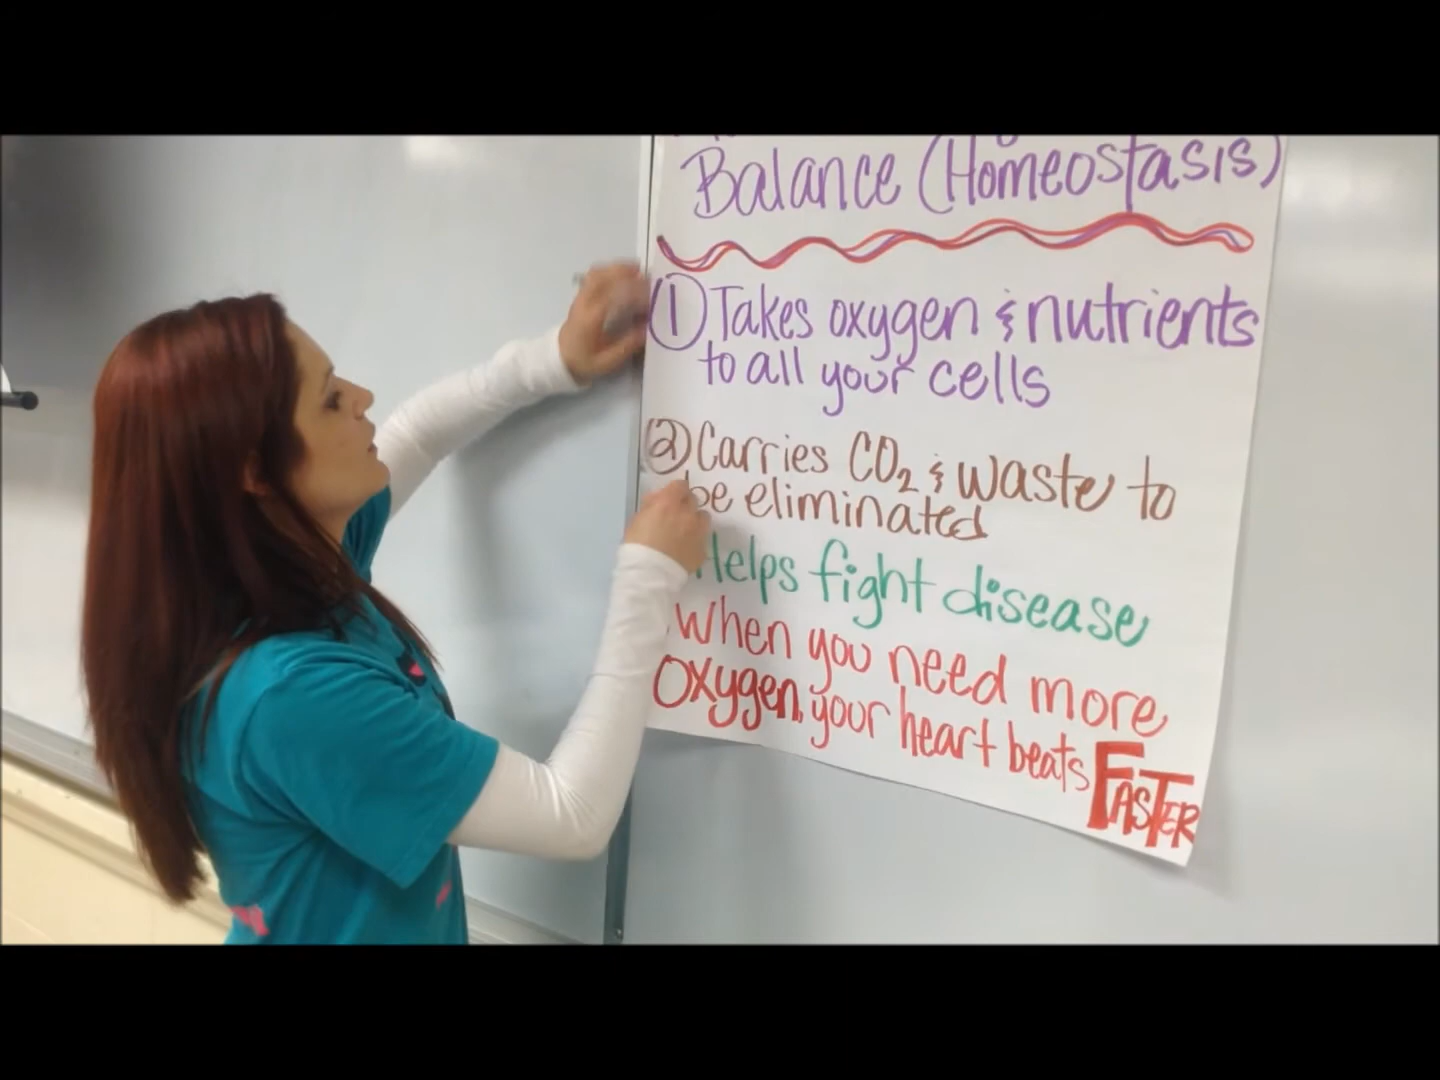 Balance (Homeostasis)
① Takes oxygen & nutrients
to all your cells
② Carries CO₂ & waste to
be eliminated
Helps fight disease
When you need more
oxygen, your heart beats FASTER